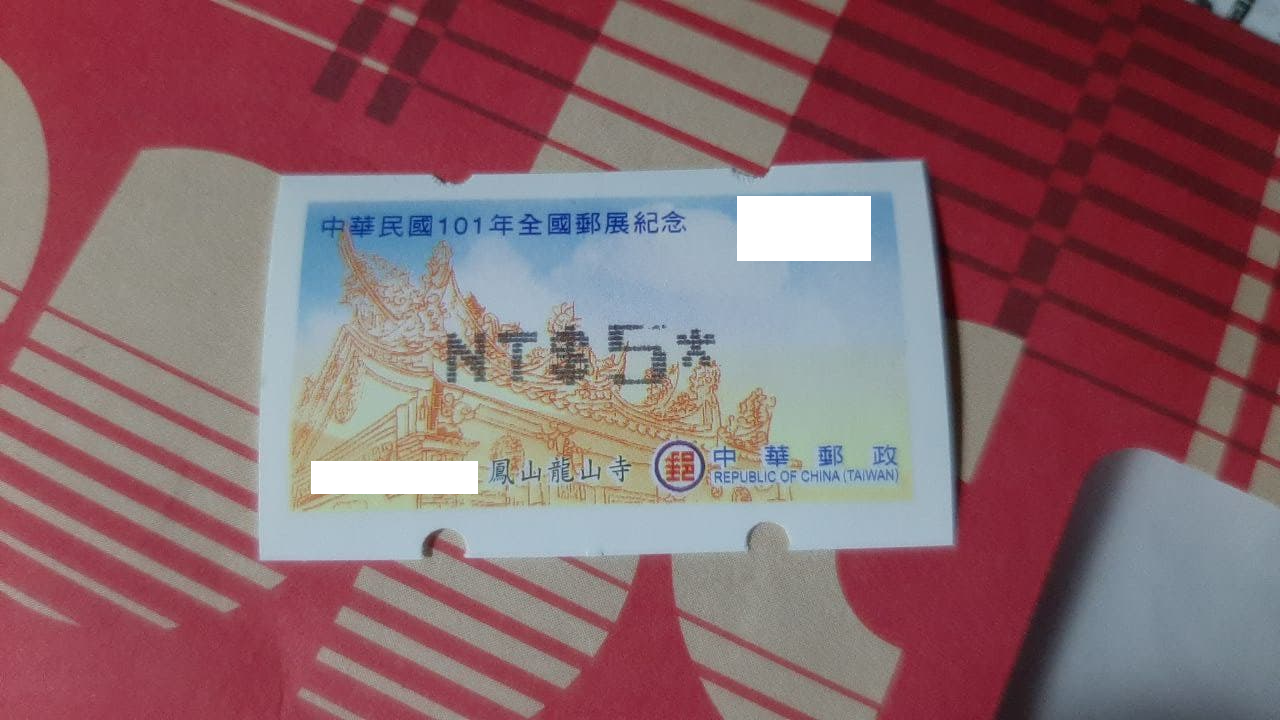 中華民國101年全國郵展紀念
NT$5*
鳳山龍山寺
郵
中華郵政
REPUBLIC OF CHINA (TAIWAN)